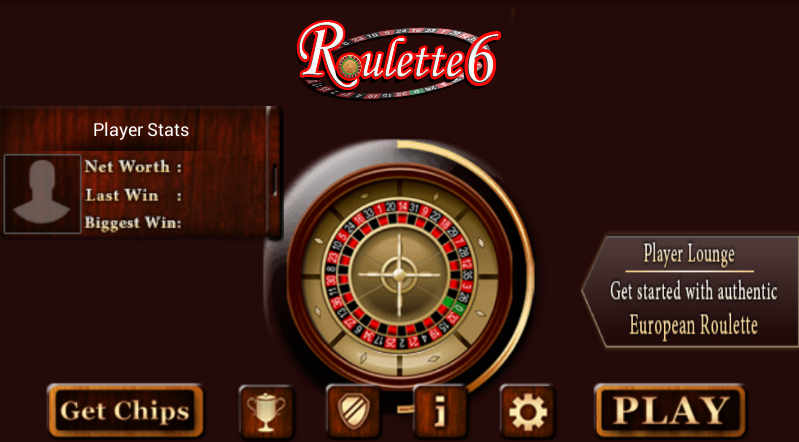 Roulette6
Player Stats
Net Worth :
Last Win :
Biggest Win:
Player Lounge
Get started with authentic
European Roulette
Get Chips
i
PLAY